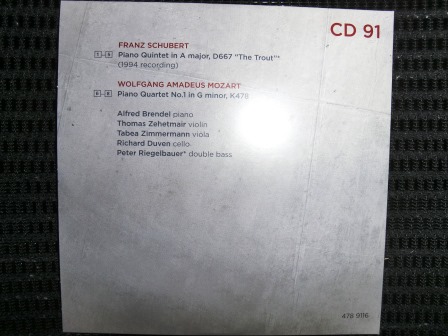 CD 91
FRANZ SCHUBERT
Piano Quintet in A major, D667 "The Trout"*
(1994 recording)
WOLFGANG AMADEUS MOZART
Piano Quartet No.1 in G minor, K478
Alfred Brendel piano
Thomas Zehetmair violin
Tabea Zimmermann viola
Richard Duven cello
Peter Riegelbauer* double bass
478 9116